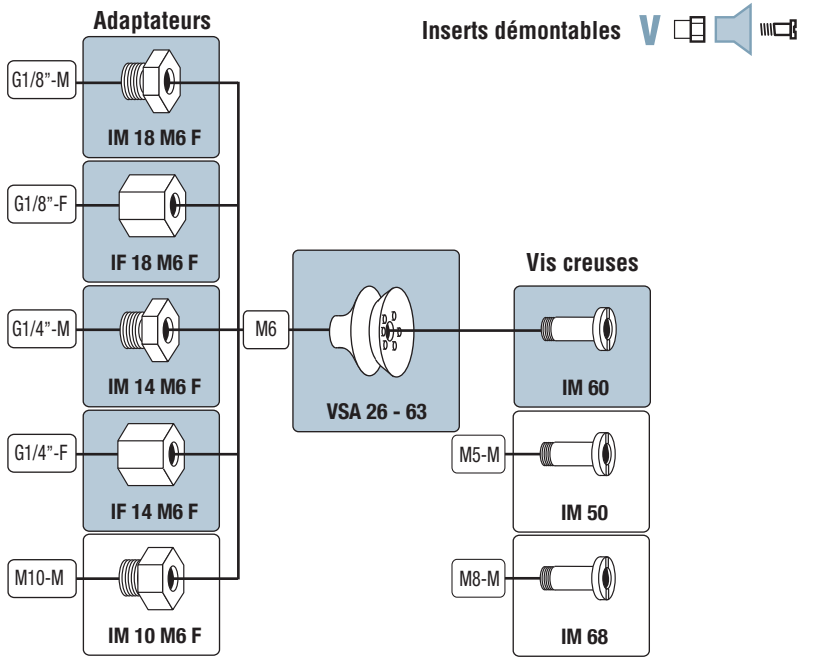 Adaptateurs
Inserts démontables V
G1/8”-M
IM 18 M6 F
G1/8”-F
IF 18 M6 F
G1/4”-M
IM 14 M6 F
G1/4”-F
IF 14 M6 F
M10-M
IM 10 M6 F
M6
VSA 26 - 63
Vis creuses
IM 60
M5-M
IM 50
M8-M
IM 68